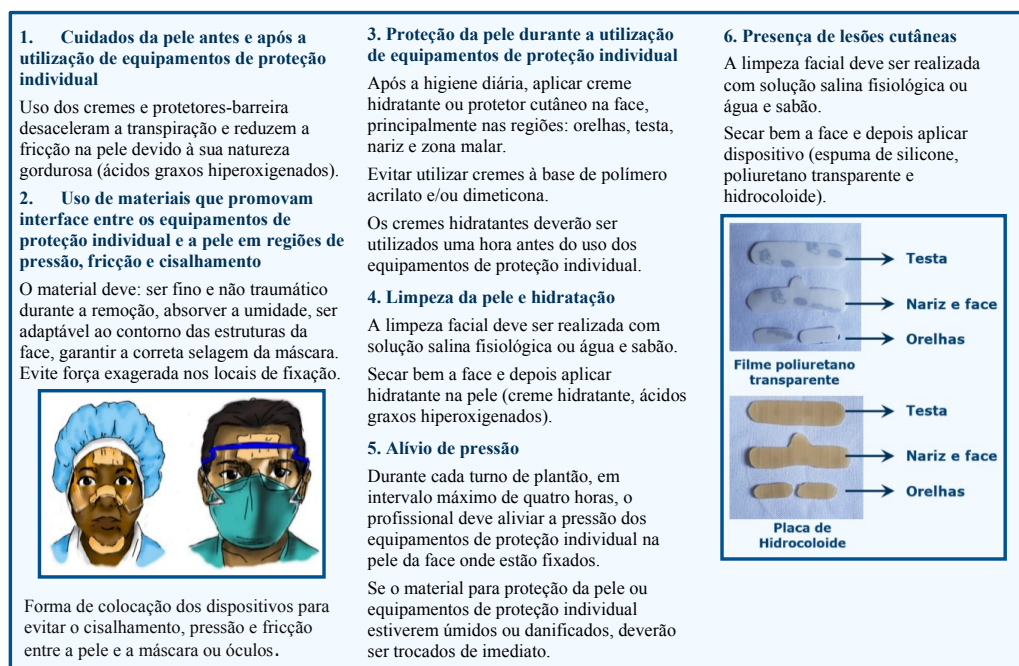 1. Cuidados da pele antes e após a
utilização de equipamentos de proteção
individual
Uso dos cremes e protetores-barreira
desaceleram a transpiração e reduzem a
fricção na pele devido à sua natureza
gordurosa (ácidos graxos hiperoxigenados).
2. Uso de materiais que promovam
interface entre os equipamentos de
proteção individual e a pele em regiões de
pressão, fricção e cisalhamento
O material deve: ser fino e não traumático
durante a remoção, absorver a umidade, ser
adaptável ao contorno das estruturas da
face, garantir a correta selagem da máscara.
Evite força exagerada nos locais de fixação.
Forma de colocação dos dispositivos para
evitar o cisalhamento, pressão e fricção
entre a pele e a máscara ou óculos.
3. Proteção da pele durante a utilização
de equipamentos de proteção individual
Após a higiene diária, aplicar creme
hidratante ou protetor cutâneo na face,
principalmente nas regiões: orelhas, testa,
nariz e zona malar.
Evitar utilizar cremes à base de polímero
acrilato e/ou dimeticona.
Os cremes hidratantes deverão ser
utilizados uma hora antes do uso dos
equipamentos de proteção individual.
4. Limpeza da pele e hidratação
A limpeza facial deve ser realizada com
solução salina fisiológica ou água e sabão.
Secar bem a face e depois aplicar
hidratante na pele (creme hidratante, ácidos
graxos hiperoxigenados).
5. Alívio de pressão
Durante cada turno de plantão, em
intervalo máximo de quatro horas, o
profissional deve aliviar a pressão dos
equipamentos de proteção individual na
pele da face onde estão fixados.
Se o material para proteção da pele ou
equipamentos de proteção individual
estiverem úmidos ou danificados, deverão
ser trocados de imediato.
6. Presença de lesões cutâneas
A limpeza facial deve ser realizada
com solução salina fisiológica ou
água e sabão.
Secar bem a face e depois aplicar
dispositivo (espuma de silicone,
poliuretano transparente e
hidrocoloide).
Testa
Nariz e face
Orelhas
Filme poliuretano
transparente
Testa
Nariz e face
Orelhas
Placa de
Hidrocoloide